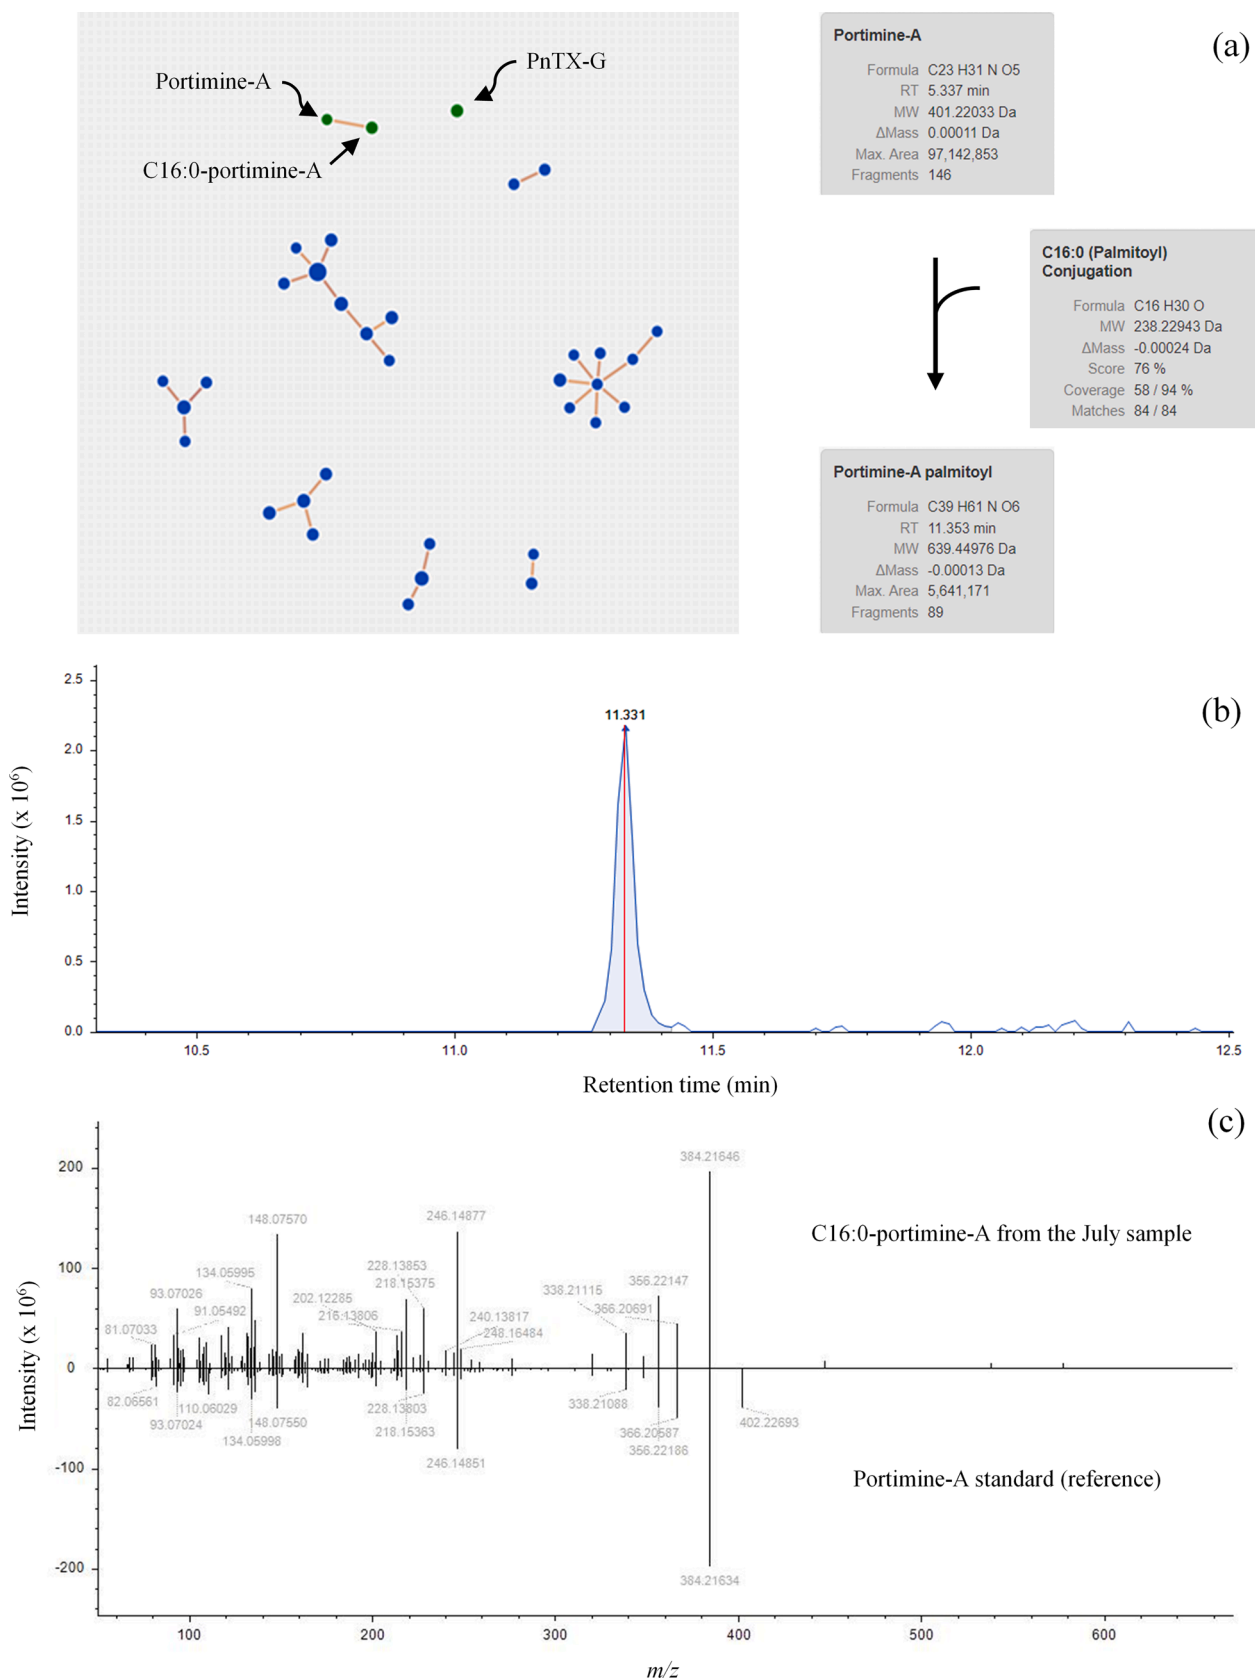 (a)
Portimine-A
PnTX-G
C16:0-portimine-A
Portimine-A
Formula C23 H31 N O5
RT 5.337 min
MW 401.22033 Da
ΔMass 0.00011 Da
Max. Area 97,142,853
Fragments 146
C16:0 (Palmitoyl)
Conjugation
Formula C16 H30 O
MW 238.22943 Da
ΔMass -0.00024 Da
Score 76 %
Coverage 58 / 94 %
Matches 84 / 84
Portimine-A palmitoyl
Formula C39 H61 N O6
RT 11.353 min
MW 639.44976 Da
ΔMass -0.00013 Da
Max. Area 5,641,171
Fragments 89
(b)
11.331
2.5
2.0
1.5
1.0
0.5
0.0
Intensity (x 10⁶)
10.5 11.0 11.5 12.0 12.5
Retention time (min)
(c)
C16:0-portimine-A from the July sample
Portimine-A standard (reference)
200
100
0
-100
-200
Intensity (x 10⁶)
384.21646
148.07570
246.14877
134.05995
228.13853
218.15375
93.07026
91.05492
202.12285
216.13806
240.13817
248.16484
81.07033
338.21115
356.22147
366.20691
82.06561
93.07024
110.06029
134.05998
148.07550
228.13803
218.15363
246.14851
338.21088
366.20587
356.22186
402.22693
384.21634
100 200 300 400 500 600
m/z